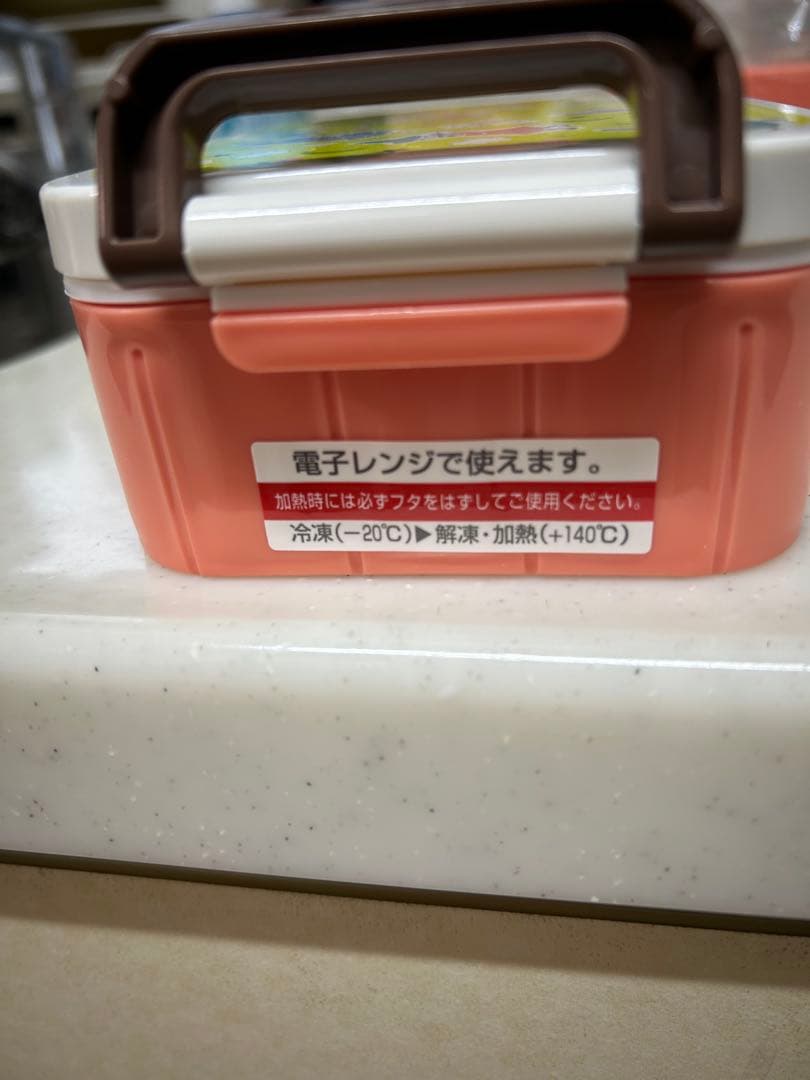 電子レンジで使えます。
加熱時には必ずフタをはずしてご使用ください。
冷凍(−20℃)▶解凍・加熱(+140℃)